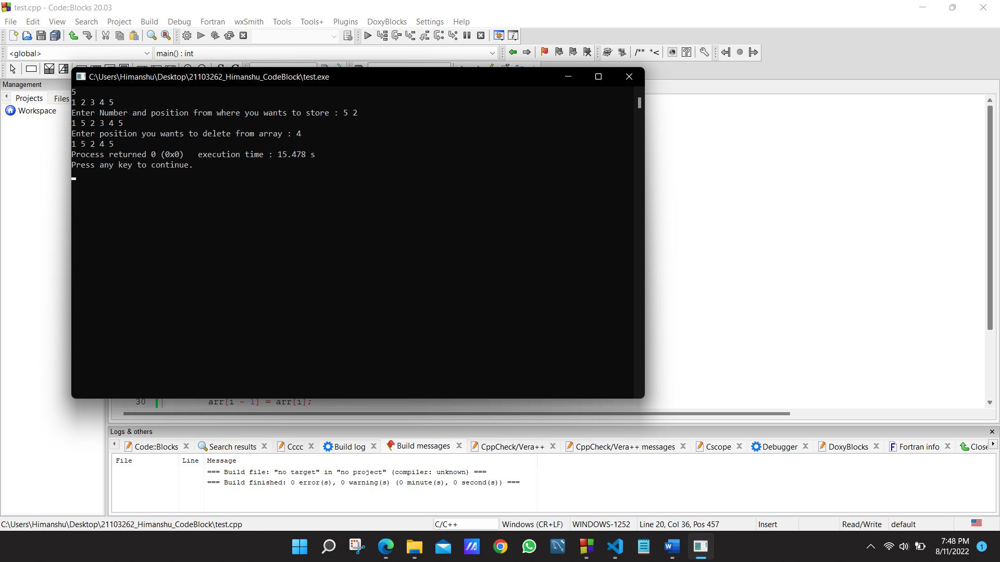 test.cpp - Code::Blocks 20.03
File Edit View Search Project Build Debug Fortran wxSmith Tools Tools+ Plugins DoxyBlocks Settings Help
<global> main() : int
/** *<
Management
Projects Files
Workspace
C:\Users\Himanshu\Desktop\21103262_Himanshu_CodeBlock\test.exe
5
1 2 3 4 5
Enter Number and position from where you wants to store : 5 2
1 5 2 3 4 5
Enter position you wants to delete from array : 4
1 5 2 4 5
Process returned 0 (0x0)   execution time : 15.478 s
Press any key to continue.
30 arr[i - 1] = arr[i];
Logs & others
Code::Blocks Search results Cccc Build log Build messages CppCheck/Vera++ CppCheck/Vera++ messages Cscope Debugger DoxyBlocks Fortran info Close
File Line Message
=== Build file: "no target" in "no project" (compiler: unknown) ===
=== Build finished: 0 error(s), 0 warning(s) (0 minute(s), 0 second(s)) ===
C:\Users\Himanshu\Desktop\21103262_Himanshu_CodeBlock\test.cpp C/C++ Windows (CR+LF) WINDOWS-1252 Line 20, Col 36, Pos 457 Insert Read/Write default
7:48 PM
8/11/2022
1